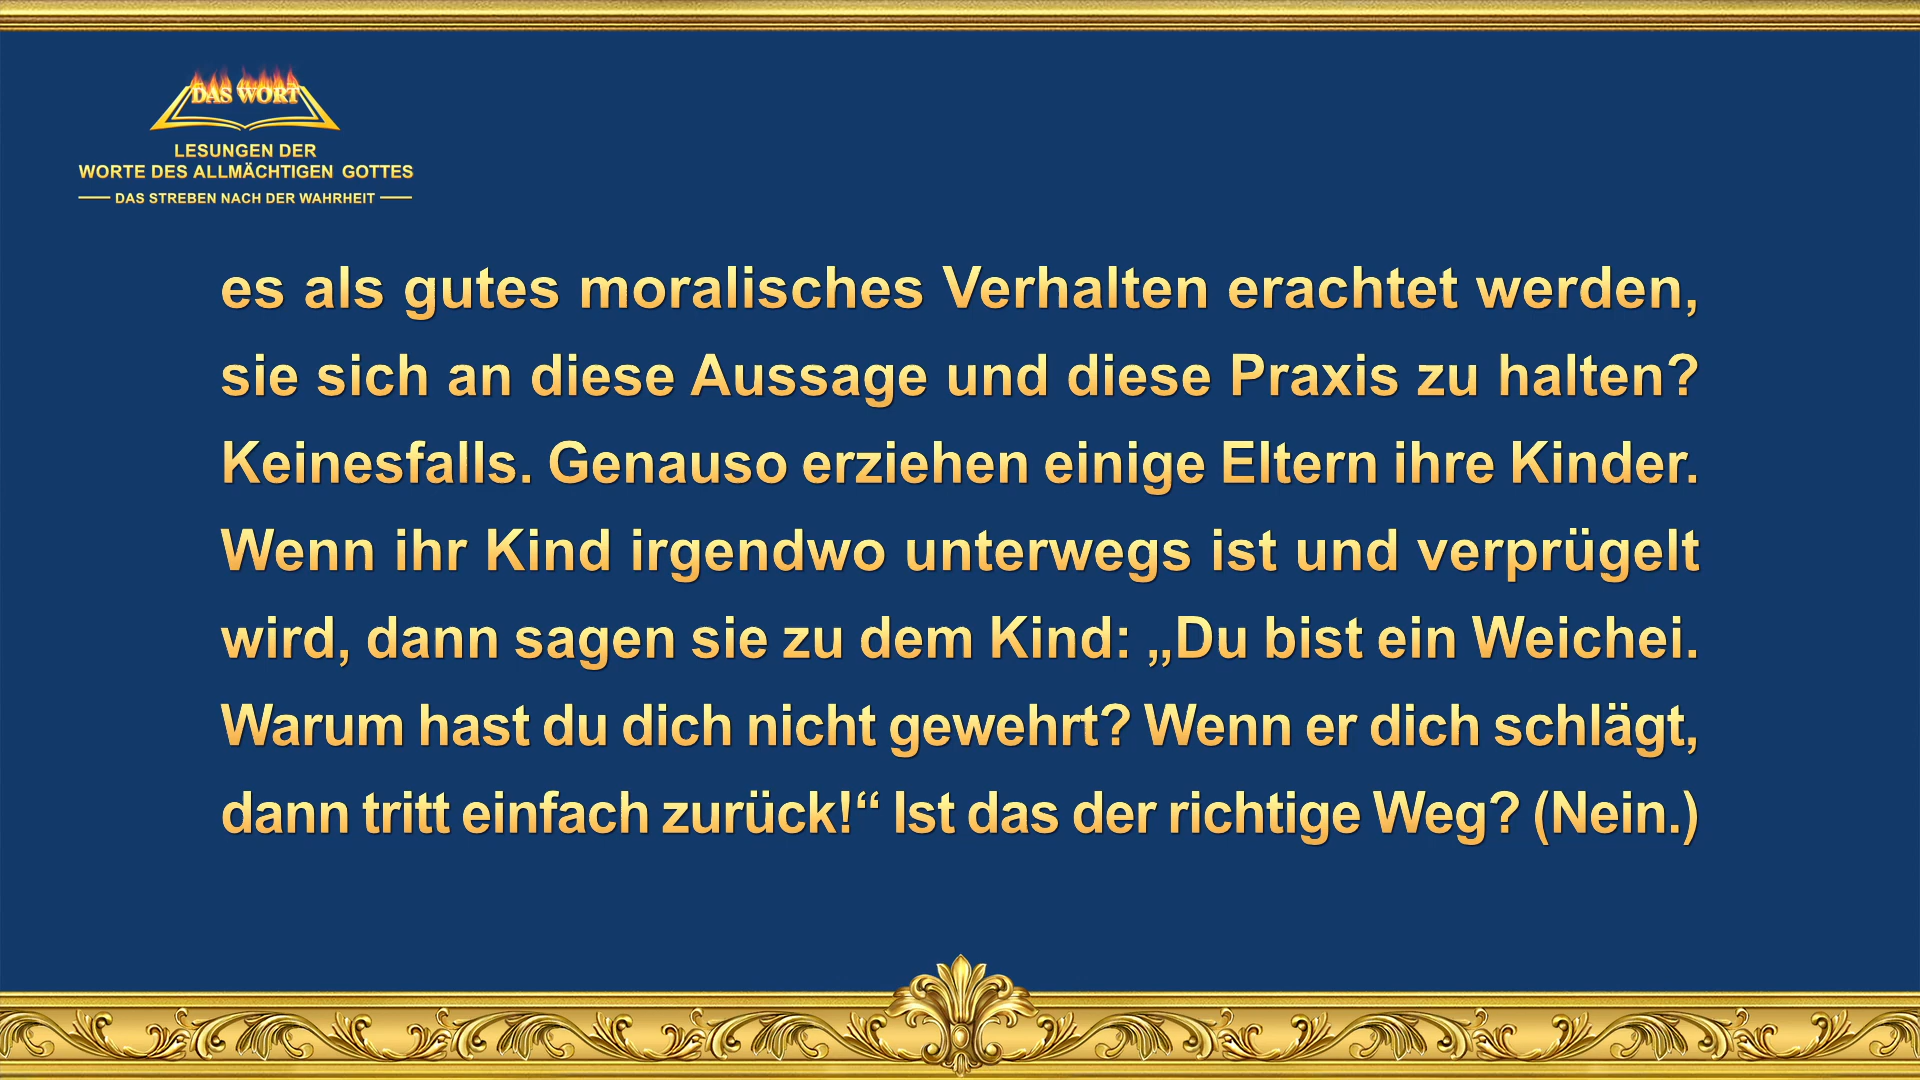 DAS WORT
LESUNGEN DER
WORTE DES ALLMÄCHTIGEN GOTTES
DAS STREBEN NACH DER WAHRHEIT
es als gutes moralisches Verhalten erachtet werden,
sie sich an diese Aussage und diese Praxis zu halten?
Keinesfalls. Genauso erziehen einige Eltern ihre Kinder.
Wenn ihr Kind irgendwo unterwegs ist und verprügelt
wird, dann sagen sie zu dem Kind: „Du bist ein Weichei.
Warum hast du dich nicht gewehrt? Wenn er dich schlägt,
dann tritt einfach zurück!“ Ist das der richtige Weg? (Nein.)